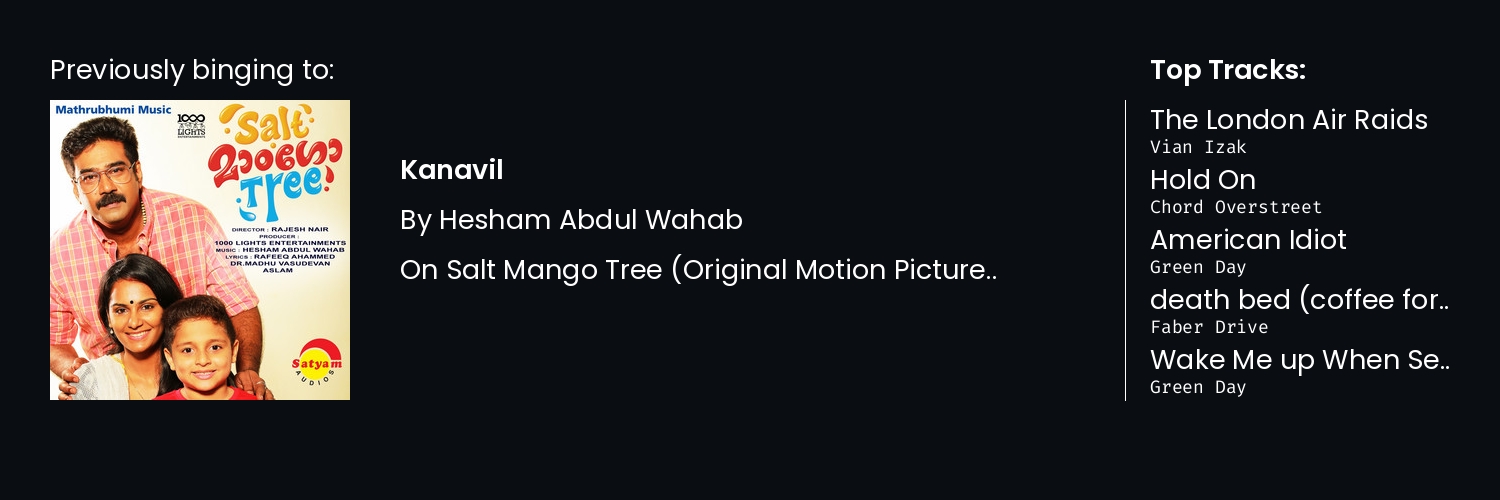 Previously binging to:
Mathrubhumi Music
1000
LIGHTS
ENTERTAINMENTS
Salt
മാംഗോ
Tree
DIRECTOR : RAJESH NAIR
PRODUCER :
1000 LIGHTS ENTERTAINMENTS
MUSIC : HESHAM ABDUL WAHAB
LYRICS : RAFEEQ AHAMMED
DR.MADHU VASUDEVAN
ASLAM
Satyam
AUDIOS
Kanavil
By Hesham Abdul Wahab
On Salt Mango Tree (Original Motion Picture..
Top Tracks:
The London Air Raids
Vian Izak
Hold On
Chord Overstreet
American Idiot
Green Day
death bed (coffee for..
Faber Drive
Wake Me up When Se..
Green Day